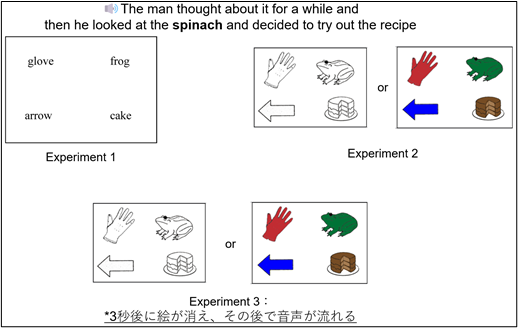 The man thought about it for a while and
then he looked at the spinach and decided to try out the recipe
glove frog
arrow cake
Experiment 1
or
Experiment 2
or
Experiment 3：
*3秒後に絵が消え、その後で音声が流れる